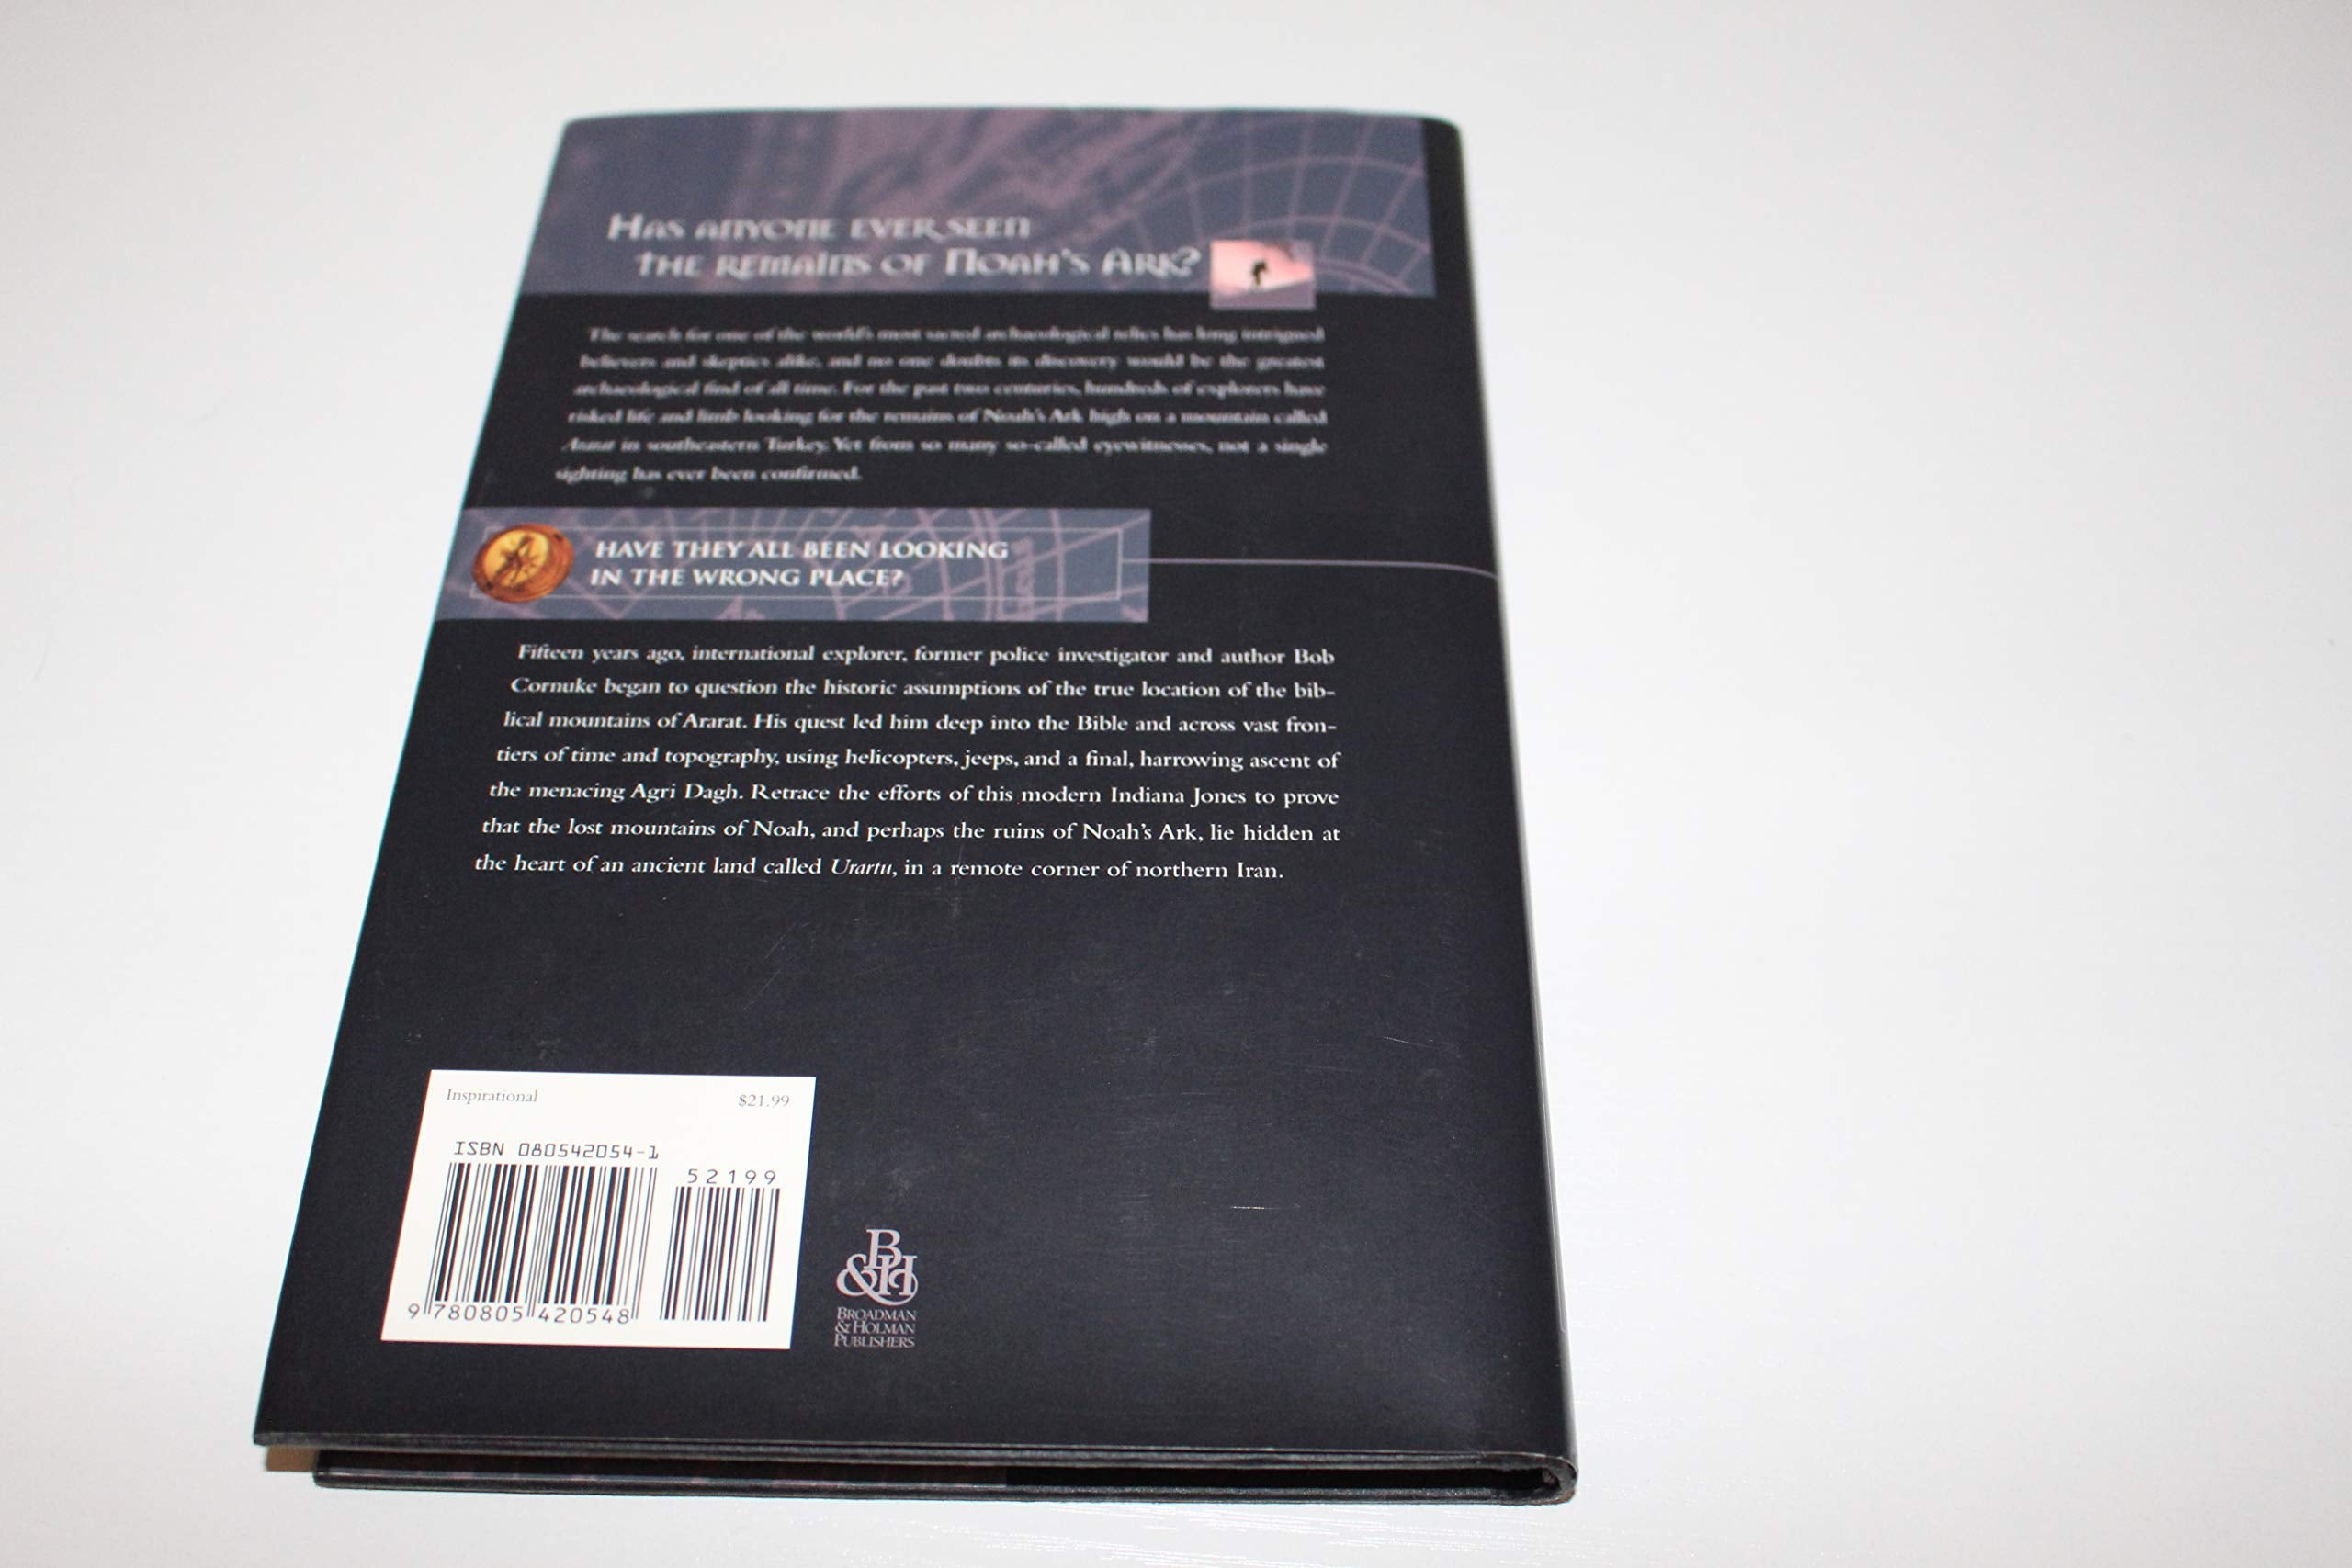 HAS ANYONE EVER SEEN
THE REMAINS OF NOAH'S ARK?
The search for one of the world's most sacred archaeological relics has long intrigued
believers and skeptics alike, and no one doubts its discovery would be the greatest
archaeological find of all time. For the past two centuries, hundreds of explorers have
risked life and limb looking for the remains of Noah's Ark high on a mountain called
Ararat in southeastern Turkey. Yet from so many so-called eyewitnesses, not a single
sighting has ever been confirmed.
HAVE THEY ALL BEEN LOOKING
IN THE WRONG PLACE?
Fifteen years ago, international explorer, former police investigator and author Bob
Cornuke began to question the historic assumptions of the true location of the bib-
lical mountains of Ararat. His quest led him deep into the Bible and across vast fron-
tiers of time and topography, using helicopters, jeeps, and a final, harrowing ascent of
the menacing Agri Dagh. Retrace the efforts of this modern Indiana Jones to prove
that the lost mountains of Noah, and perhaps the ruins of Noah's Ark, lie hidden at
the heart of an ancient land called Urartu, in a remote corner of northern Iran.
Inspirational $21.99
ISBN 080542054-1
52199
9 780805 420548
B
&H
BROADMAN
& HOLMAN
PUBLISHERS